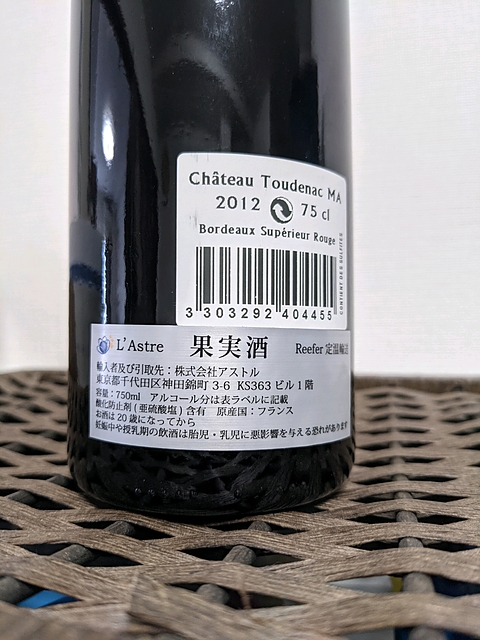 Château Toudenac MA
2012 75 cl
Bordeaux Supérieur Rouge
CONTIENT DES SULFITES
3 303292 404455
L'Astre 果実酒 Reefer 定温輸送
輸入者及び引取先：株式会社アストル
東京都千代田区神田錦町 3-6 KS363 ビル 1 階
容量：750ml アルコール分は表ラベルに記載
酸化防止剤 (亜硫酸塩) 含有 原産国：フランス
お酒は 20 歳になってから
妊娠中や授乳期の飲酒は胎児・乳児に悪影響を与える恐れがあります